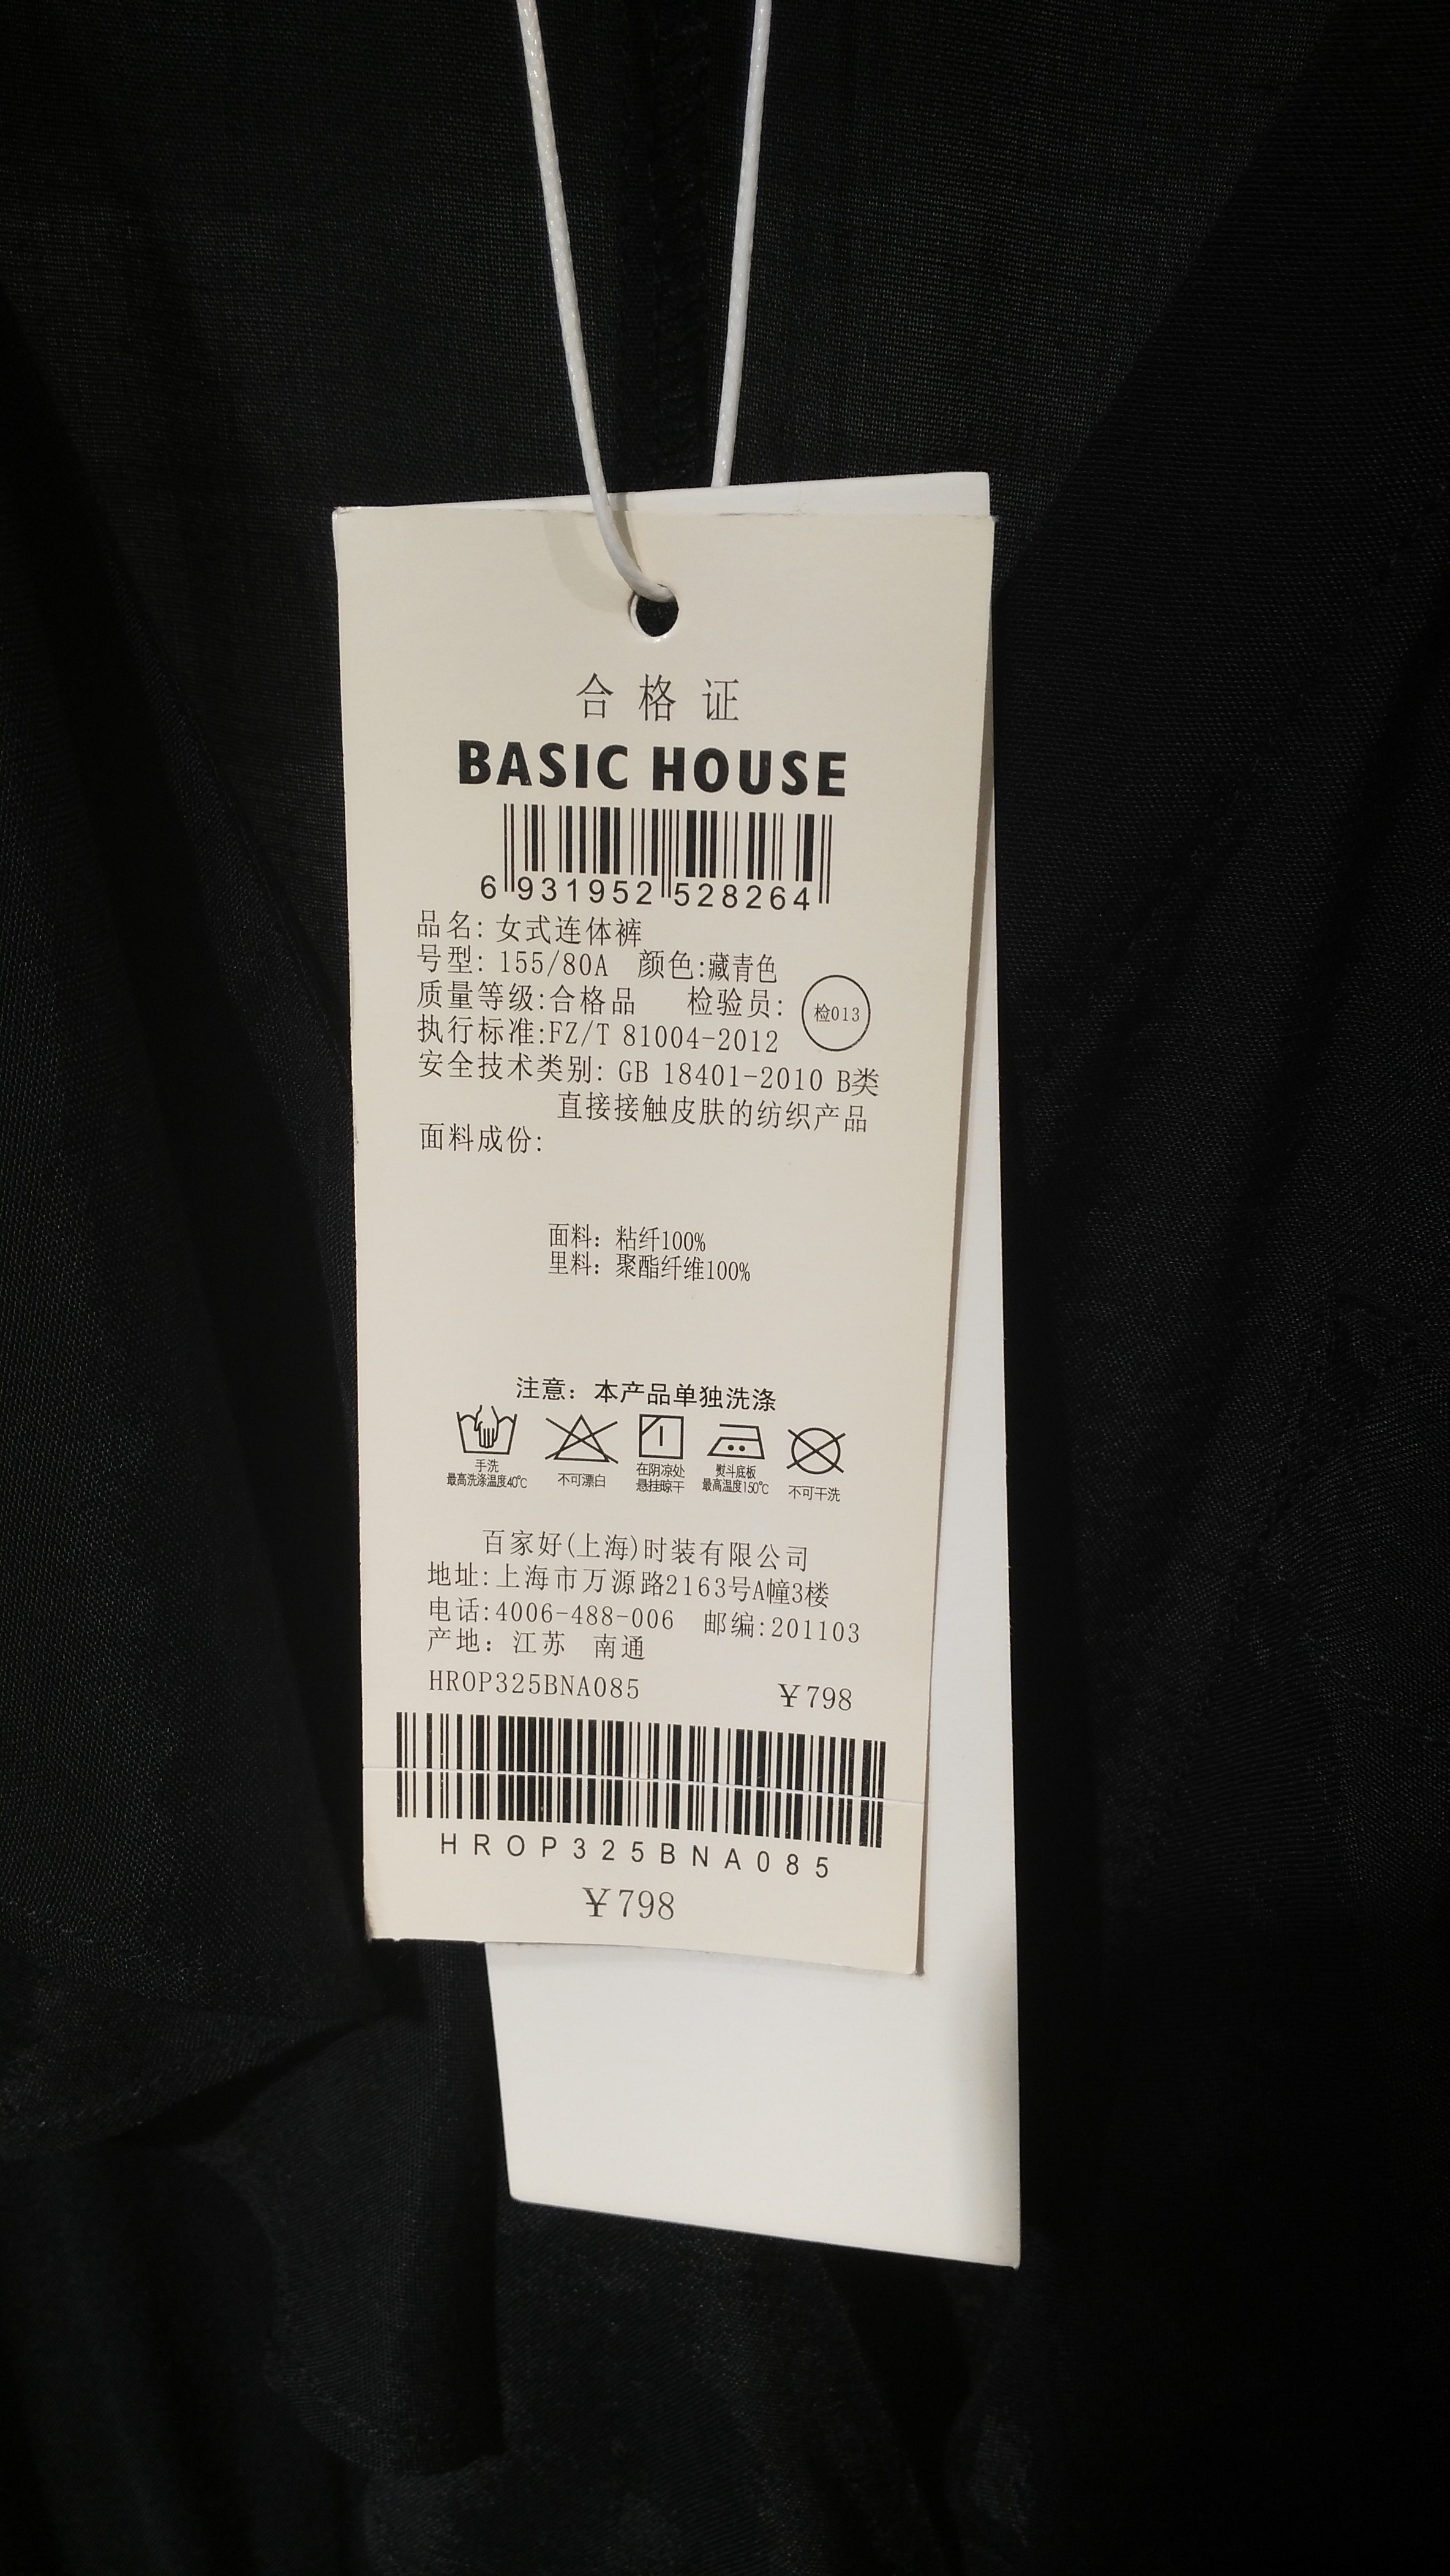 合格证
BASIC HOUSE
6 931952 528264
品名: 女式连体裤
号型: 155/80A 颜色:藏青色
质量等级:合格品 检验员: 检013
执行标准:FZ/T 81004-2012
安全技术类别: GB 18401-2010 B类
直接接触皮肤的纺织产品
面料成份:
面料: 粘纤100%
里料: 聚酯纤维100%
注意: 本产品单独洗涤
手洗 最高洗涤温度40℃
不可漂白
在阴凉处 悬挂晾干
熨斗底板 最高温度150℃
不可干洗
百家好(上海)时装有限公司
地址:上海市万源路2163号A幢3楼
电话:4006-488-006 邮编:201103
产地: 江苏 南通
HROP325BNA085 ¥798
HROP325BNA085
¥798